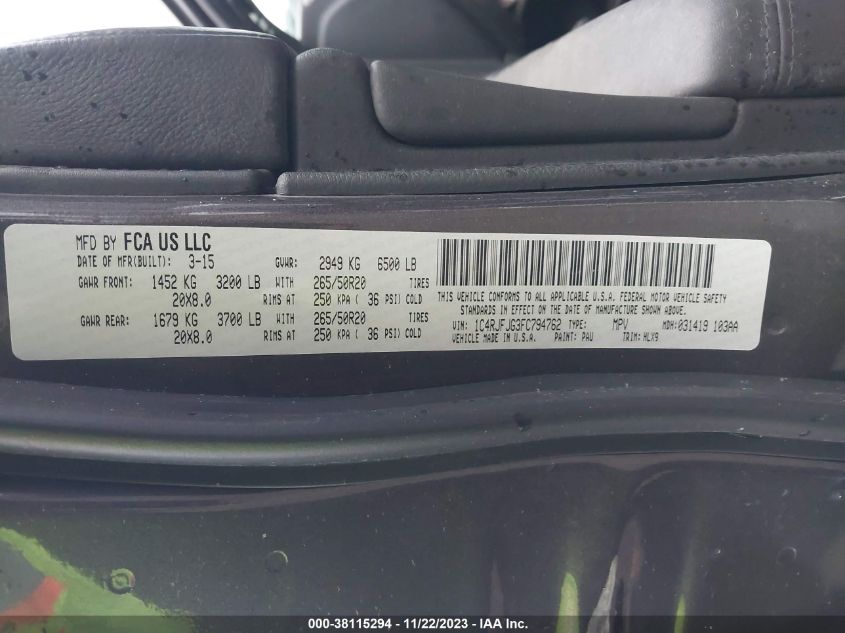 MFD BY FCA US LLC
DATE OF MFR(BUILT): 3-15 GVWR: 2949 KG 6500 LB
GAWR FRONT: 1452 KG 3200 LB WITH 265/50R20 TIRES
20X8.0 RIMS AT 250 KPA ( 36 PSI) COLD
GAWR REAR: 1679 KG 3700 LB WITH 265/50R20 TIRES
20X8.0 RIMS AT 250 KPA ( 36 PSI) COLD
THIS VEHICLE CONFORMS TO ALL APPLICABLE U.S.A. FEDERAL MOTOR VEHICLE SAFETY
STANDARDS IN EFFECT ON THE DATE OF MANUFACTURE SHOWN ABOVE.
VIN: 1C4RJFJG3FC794762 TYPE: MPV MDH: 031419 103AA
VEHICLE MADE IN U.S.A. PAINT: PAU TRIM: HLX9
000-38115294 - 11/22/2023 - IAA Inc.